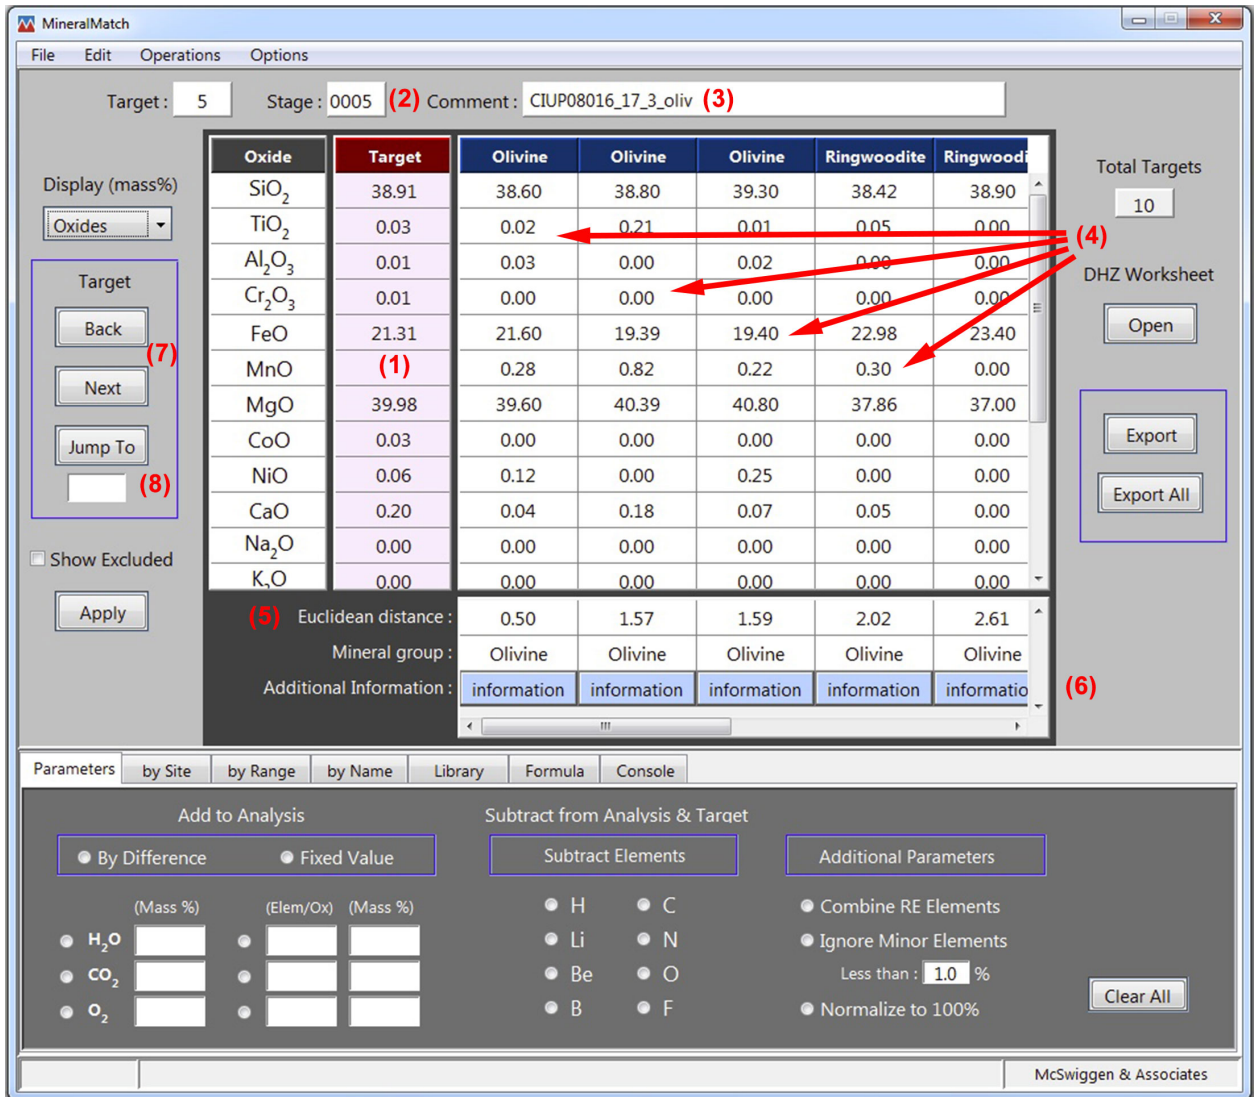 MineralMatch
File Edit Operations Options
Target : 5 Stage : 0005 (2) Comment : CIUP08016_17_3_oliv (3)
Oxide Target Olivine Olivine Olivine Ringwoodite Ringwoodi
SiO2 38.91 38.60 38.80 39.30 38.42 38.90
TiO2 0.03 0.02 0.21 0.01 0.05 0.00
Al2O3 0.01 0.03 0.00 0.02 0.00 0.00
Cr2O3 0.01 0.00 0.00 0.00 0.00 0.00
FeO 21.31 21.60 19.39 19.40 22.98 23.40
MnO (1) 0.28 0.82 0.22 0.30 0.00
MgO 39.98 39.60 40.39 40.80 37.86 37.00
CoO 0.03 0.00 0.00 0.00 0.00 0.00
NiO 0.06 0.12 0.00 0.25 0.00 0.00
CaO 0.20 0.04 0.18 0.07 0.05 0.00
Na2O 0.00 0.00 0.00 0.00 0.00 0.00
K2O 0.00 0.00 0.00 0.00 0.00 0.00
(5) Euclidean distance : 0.50 1.57 1.59 2.02 2.61
Mineral group : Olivine Olivine Olivine Olivine Olivine
Additional Information : information information information information informatio
(6)
Display (mass%)
Oxides
Target
Back
(7)
Next
Jump To
(8)
Show Excluded
Apply
Total Targets
10
(4)
DHZ Worksheet
Open
Export
Export All
Parameters by Site by Range by Name Library Formula Console
Add to Analysis
By Difference Fixed Value
(Mass %) (Elem/Ox) (Mass %)
H2O
CO2
O2
Subtract from Analysis & Target
Subtract Elements
H C
Li N
Be O
B F
Additional Parameters
Combine RE Elements
Ignore Minor Elements
Less than : 1.0 %
Normalize to 100%
Clear All
McSwiggen & Associates